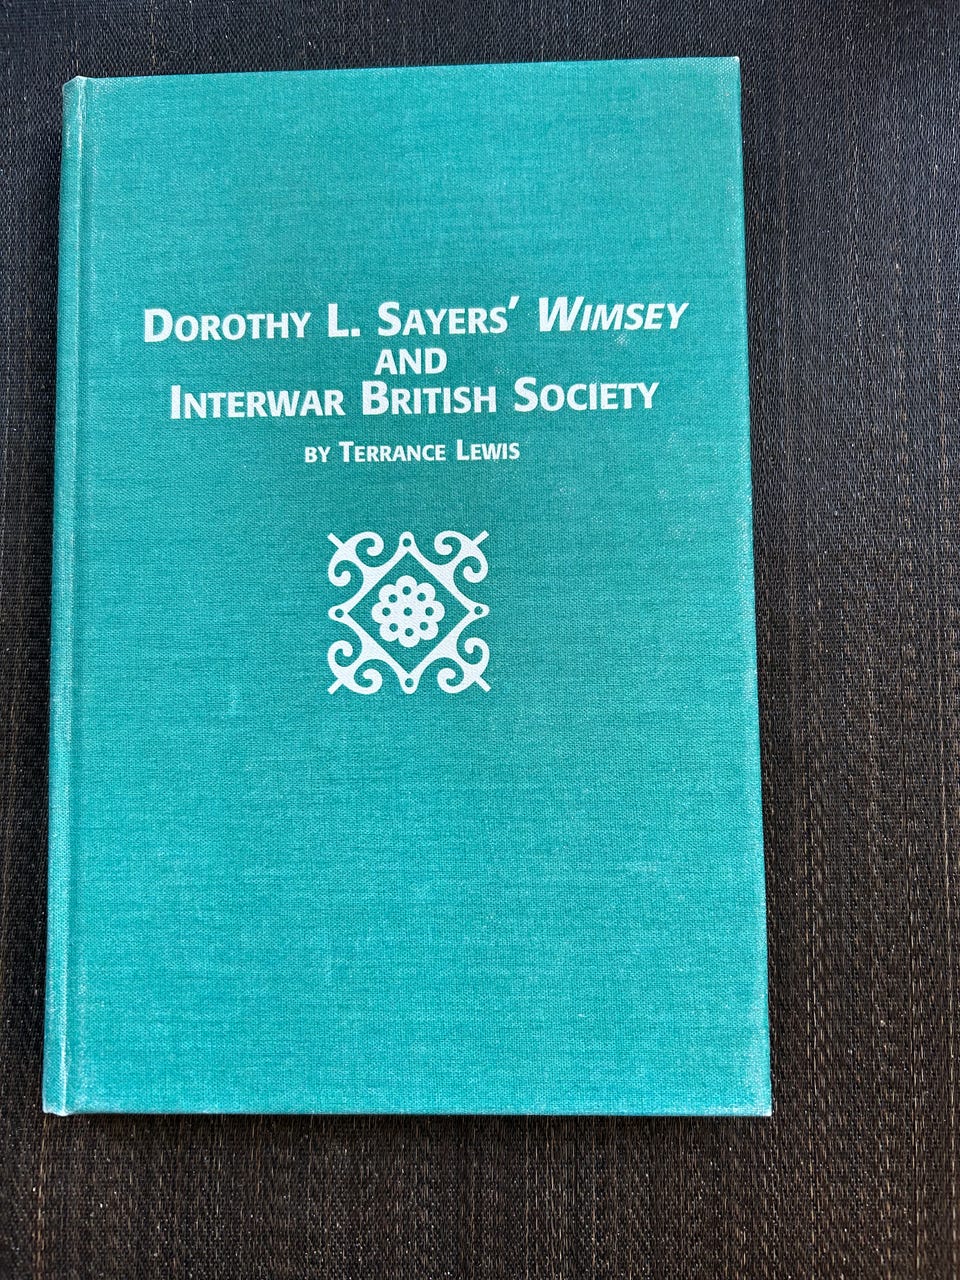 DOROTHY L. SAYERS' WIMSEY
AND
INTERWAR BRITISH SOCIETY
BY TERRANCE LEWIS